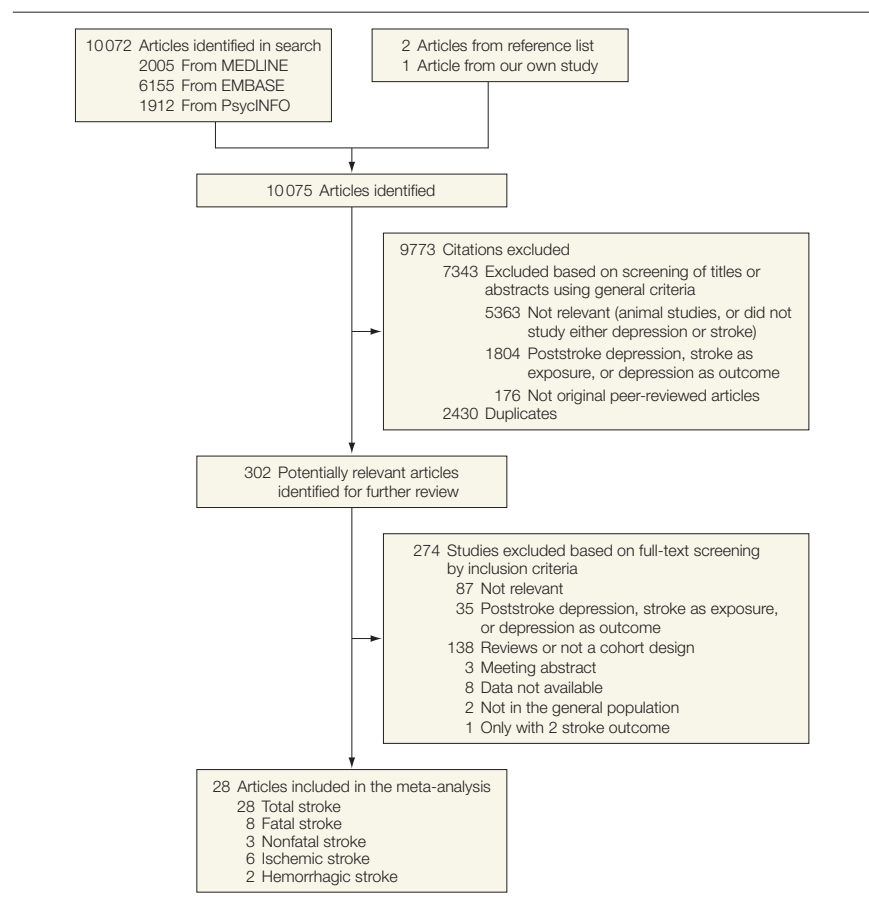 10 072 Articles identified in search
2005 From MEDLINE
6155 From EMBASE
1912 From PsycINFO
2 Articles from reference list
1 Article from our own study
10 075 Articles identified
9773 Citations excluded
7343 Excluded based on screening of titles or
abstracts using general criteria
5363 Not relevant (animal studies, or did not
study either depression or stroke)
1804 Poststroke depression, stroke as
exposure, or depression as outcome
176 Not original peer-reviewed articles
2430 Duplicates
302 Potentially relevant articles
identified for further review
274 Studies excluded based on full-text screening
by inclusion criteria
87 Not relevant
35 Poststroke depression, stroke as exposure,
or depression as outcome
138 Reviews or not a cohort design
3 Meeting abstract
8 Data not available
2 Not in the general population
1 Only with 2 stroke outcome
28 Articles included in the meta-analysis
28 Total stroke
8 Fatal stroke
3 Nonfatal stroke
6 Ischemic stroke
2 Hemorrhagic stroke